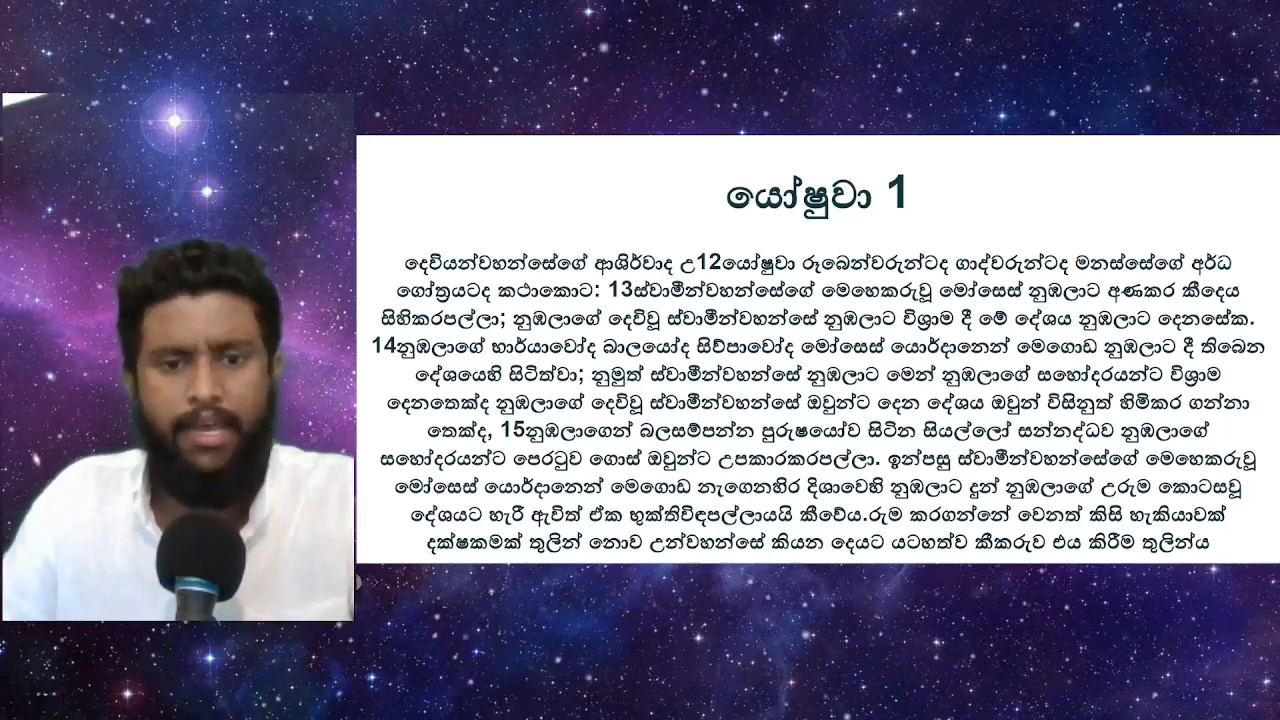 යෝෂුවා 1
දෙවියන්වහන්සේගේ ආශිර්වාද උ12යෝෂුවා රූබෙන්වරුන්ටද ගාද්වරුන්ටද මනස්සේගේ අර්ධ
ගෝත්‍රයටද කථාකොට: 13ස්වාමීන්වහන්සේගේ මෙහෙකරුවූ මෝසෙස් නුඹලාට අණකර කීදෙය
සිහිකරපල්ලා; නුඹලාගේ දෙවිවූ ස්වාමීන්වහන්සේ නුඹලාට විශ්‍රාම දී මේ දේශය නුඹලාට දෙනසේක.
14නුඹලාගේ භාර්යාවෝද බාලයෝද සිව්පාවෝද මෝසෙස් යොර්දානෙන් මෙගොඩ නුඹලාට දී තිබෙන
දේශයෙහි සිටිත්වා; නුමුත් ස්වාමීන්වහන්සේ නුඹලාට මෙන් නුඹලාගේ සහෝදරයන්ට විශ්‍රාම
දෙනතෙක්ද නුඹලාගේ දෙවිවූ ස්වාමීන්වහන්සේ ඔවුන්ට දෙන දේශය ඔවුන් විසිනුත් හිමිකර ගන්නා
තෙක්ද, 15නුඹලාගෙන් බලසම්පන්න පුරුෂයෝව සිටින සියල්ලෝ සන්නද්ධව නුඹලාගේ
සහෝදරයන්ට පෙරටුව ගොස් ඔවුන්ට උපකාරකරපල්ලා. ඉන්පසු ස්වාමීන්වහන්සේගේ මෙහෙකරුවූ
මෝසෙස් යොර්දානෙන් මෙගොඩ නැගෙනහිර දිශාවෙහි නුඹලාට දුන් නුඹලාගේ උරුම කොටසවූ
දේශයට හැරී ඇවිත් ඒක භුක්තිවිඳපල්ලායයි කීවේය.රුම කරගන්නේ වෙනත් කිසි හැකියාවක්
දක්ෂකමක් තුලින් නොව උන්වහන්සේ කියන දෙයට යටහත්ව කීකරුව එය කිරීම තුලින්ය